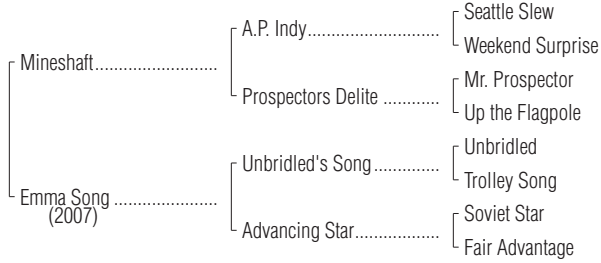 Seattle Slew
A.P. Indy............................
Weekend Surprise
Mineshaft..........................
Mr. Prospector
Prospectors Delite ............
Up the Flagpole
Unbridled
Unbridled's Song..............
Trolley Song
Emma Song ......................
(2007)
Soviet Star
Advancing Star..................
Fair Advantage